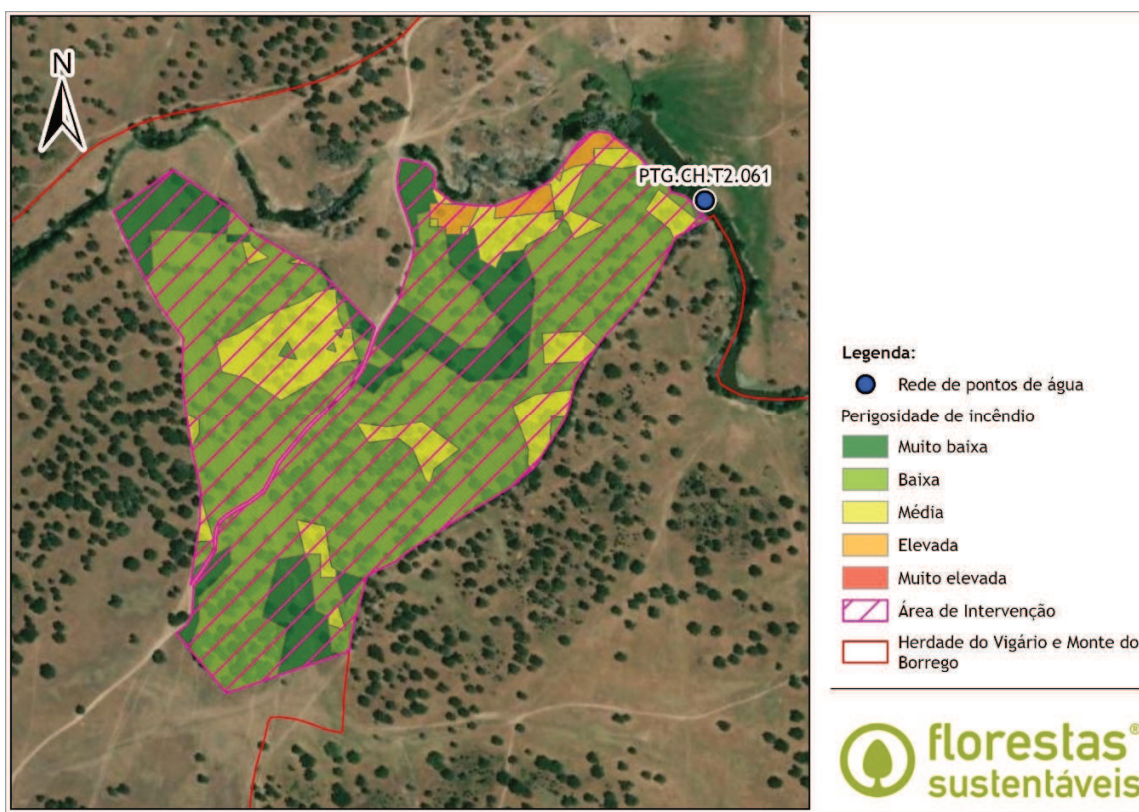 N
PTG.CH.T2.061
Legenda:
Rede de pontos de água
Perigosidade de incêndio
Muito baixa
Baixa
Média
Elevada
Muito elevada
Área de Intervenção
Herdade do Vigário e Monte do
Borrego
florestas®
sustentáveis